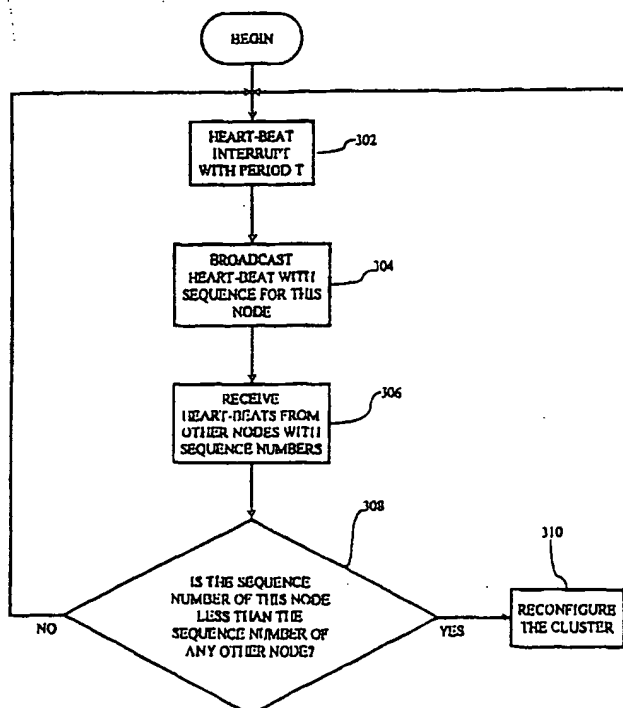 BEGIN
HEART-BEAT
INTERRUPT
WITH PERIOD T
302
BROADCAST
HEART-BEAT WITH
SEQUENCE FOR THIS
NODE
304
RECEIVE
HEART-BEATS FROM
OTHER NODES WITH
SEQUENCE NUMBERS
306
308
IS THE SEQUENCE
NUMBER OF THIS NODE
LESS THAN THE
SEQUENCE NUMBER OF
ANY OTHER NODE?
NO
YES
310
RECONFIGURE
THE CLUSTER